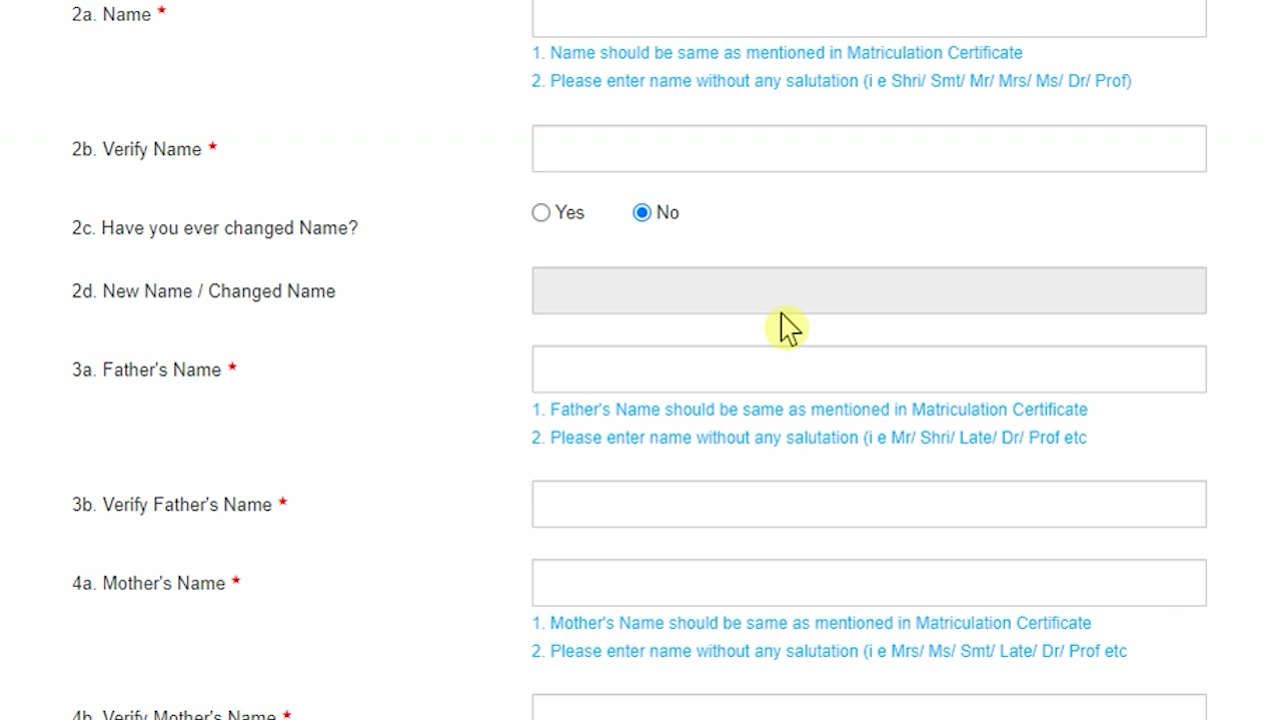 2a. Name *
1. Name should be same as mentioned in Matriculation Certificate
2. Please enter name without any salutation (i e Shri/ Smt/ Mr/ Mrs/ Ms/ Dr/ Prof)
2b. Verify Name *
Yes No
2c. Have you ever changed Name?
2d. New Name / Changed Name
3a. Father's Name *
1. Father's Name should be same as mentioned in Matriculation Certificate
2. Please enter name without any salutation (i e Mr/ Shri/ Late/ Dr/ Prof etc
3b. Verify Father's Name *
4a. Mother's Name *
1. Mother's Name should be same as mentioned in Matriculation Certificate
2. Please enter name without any salutation (i e Mrs/ Ms/ Smt/ Late/ Dr/ Prof etc
4b. Verify Mother's Name *